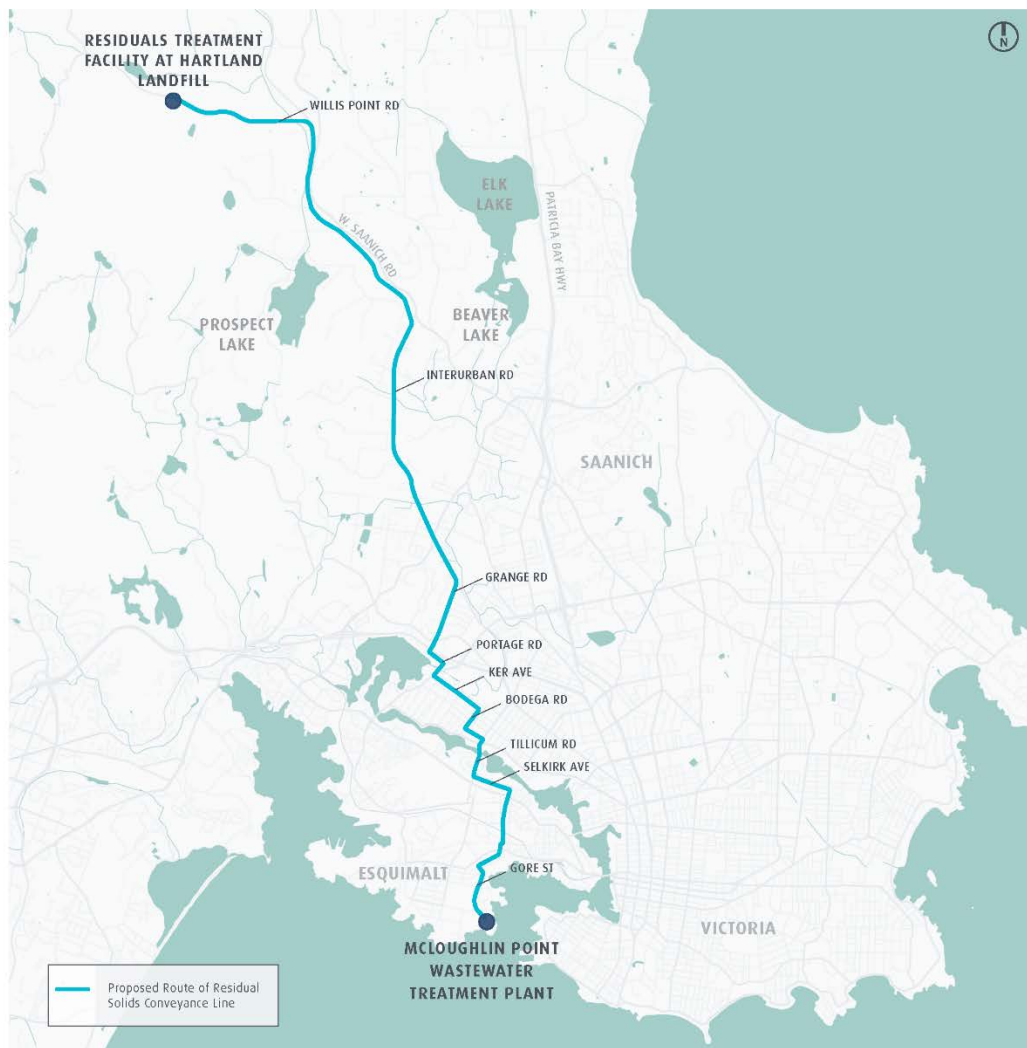 RESIDUALS TREATMENT
FACILITY AT HARTLAND
LANDFILL
N
WILLIS POINT RD
ELK
LAKE
PATRICIA BAY HWY
W. SAANICH RD
PROSPECT
LAKE
BEAVER
LAKE
INTERURBAN RD
SAANICH
GRANGE RD
PORTAGE RD
KER AVE
BODEGA RD
TILLICUM RD
SELKIRK AVE
ESQUIMALT
GORE ST
VICTORIA
MCLOUGHLIN POINT
WASTEWATER
TREATMENT PLANT
Proposed Route of Residual
Solids Conveyance Line